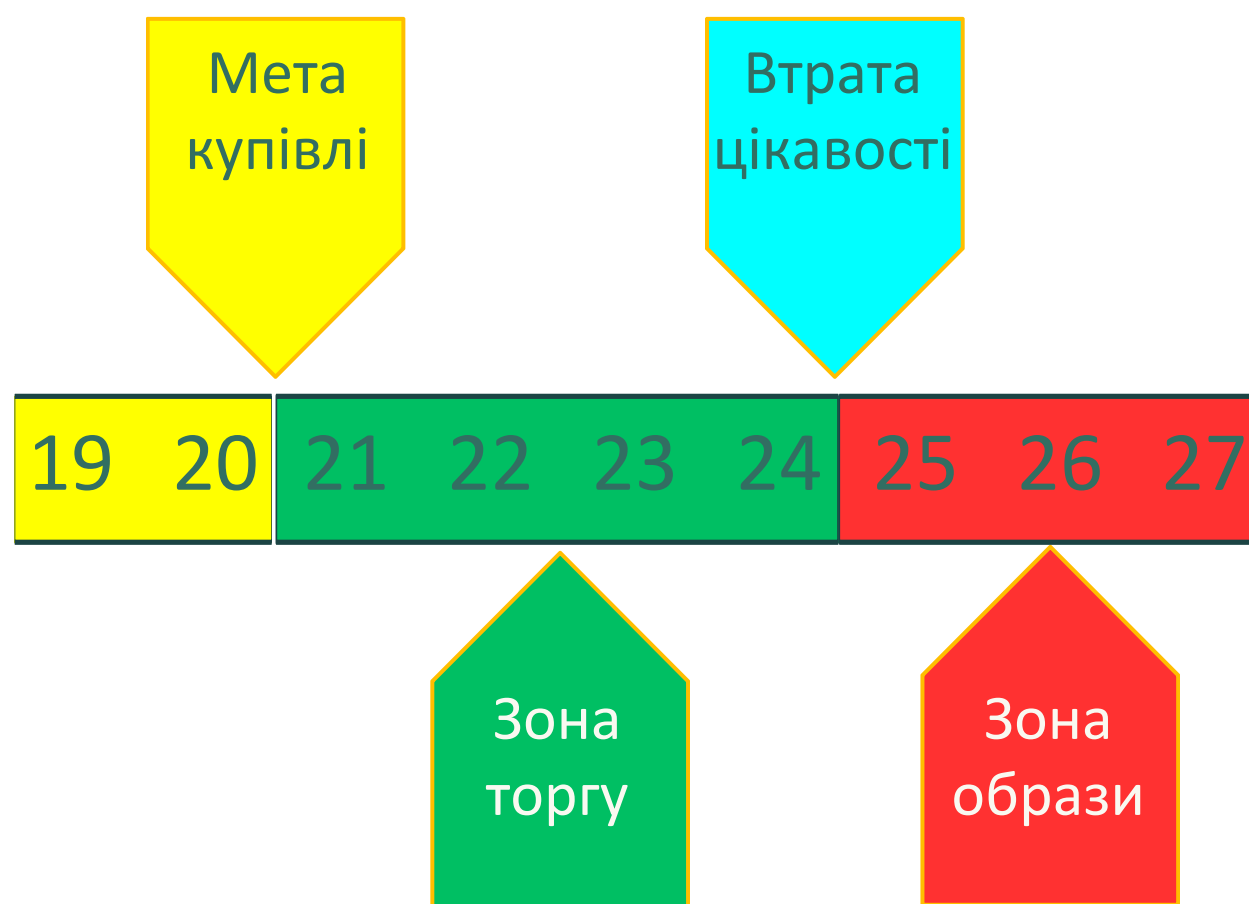 Мета
купівлі
Втрата
цікавості
19 20 21 22 23 24 25 26 27
Зона
торгу
Зона
образи